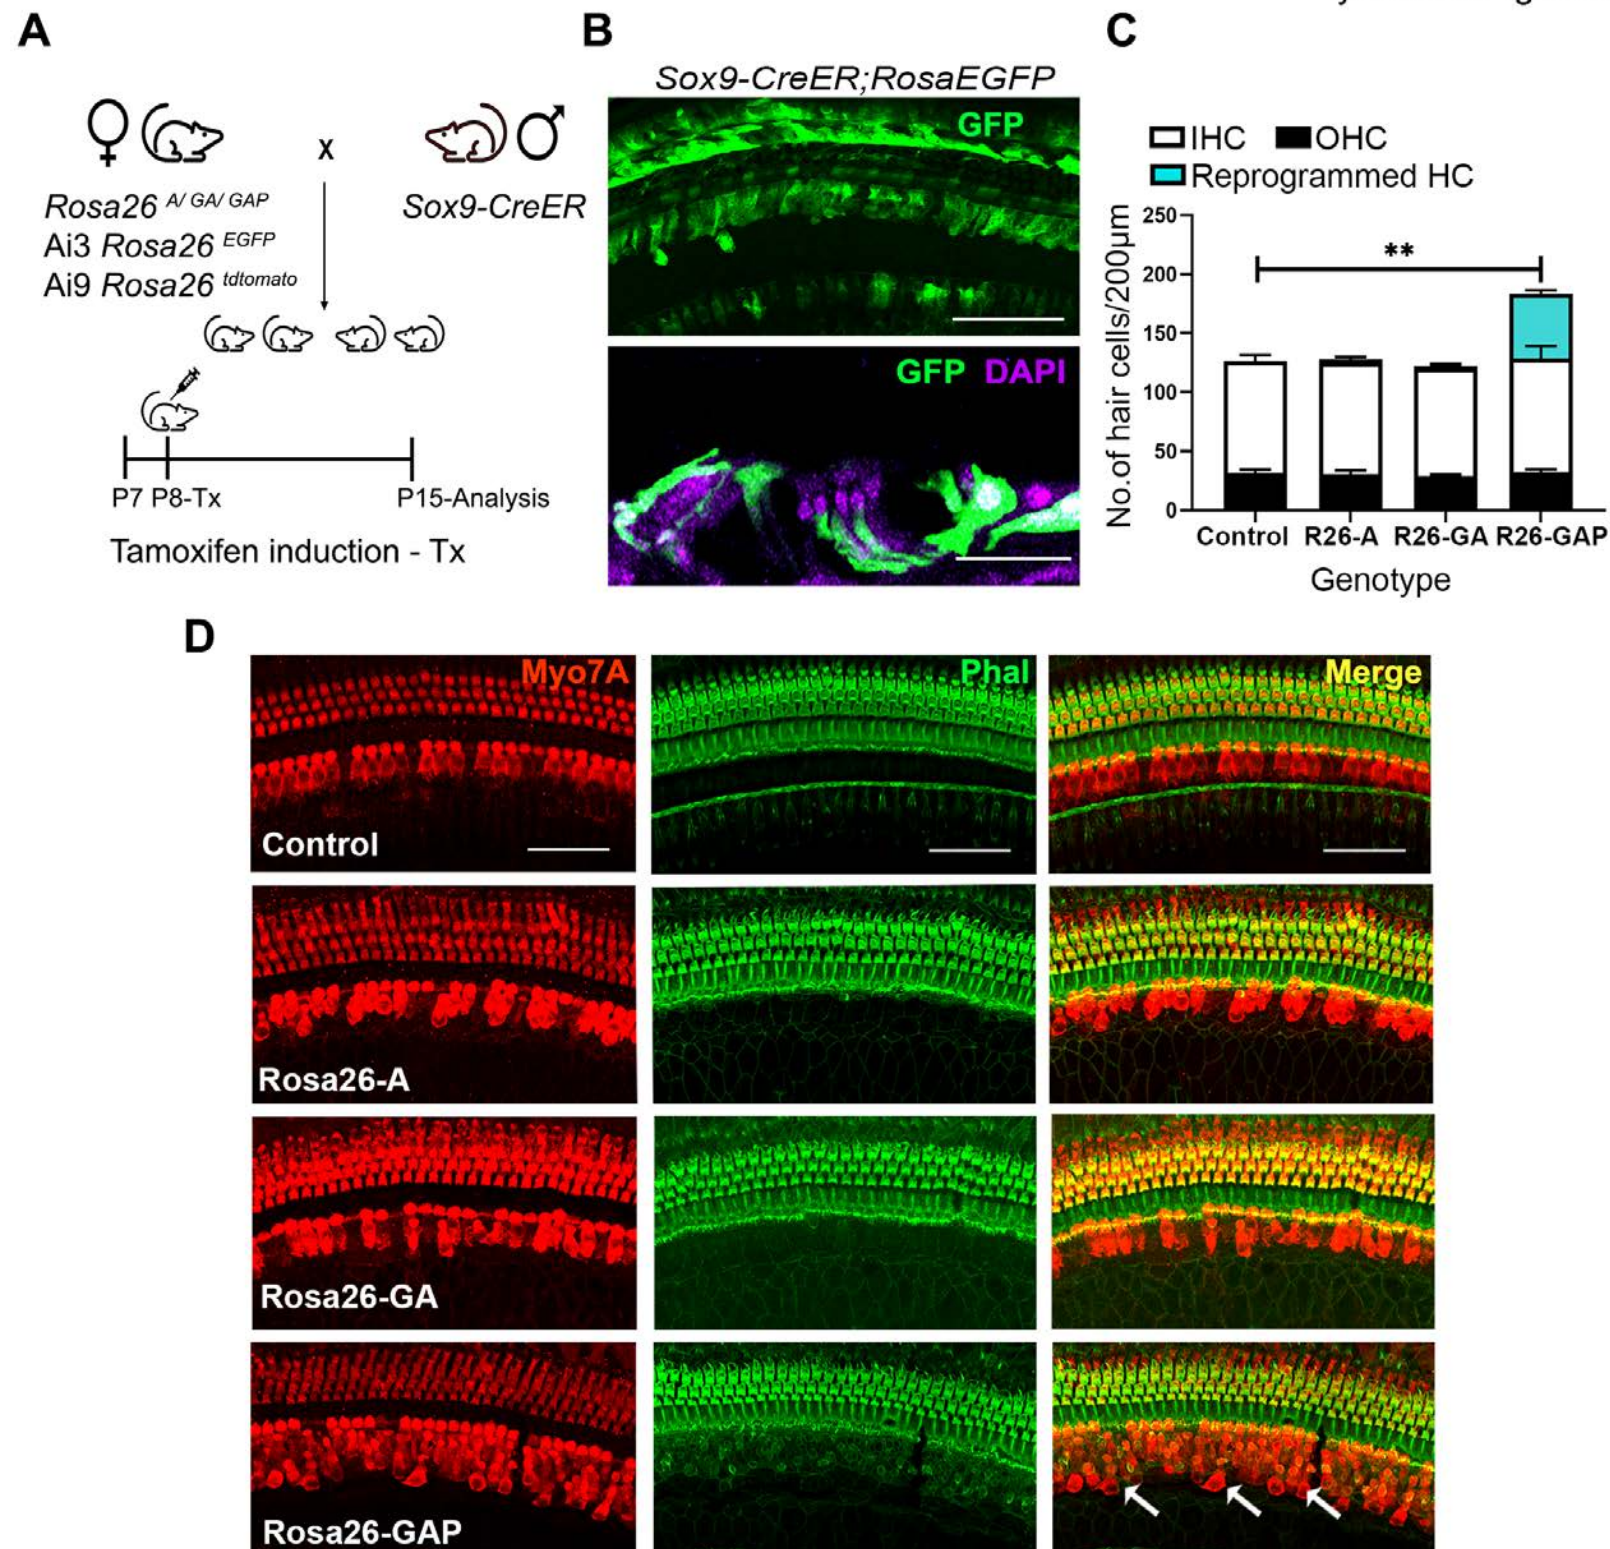 A
B
C
Sox9-CreER;RosaEGFP
GFP
x
Rosa26 A/ GA/ GAP
Ai3 Rosa26 EGFP
Ai9 Rosa26 tdtomato
Sox9-CreER
P7 P8-Tx
P15-Analysis
Tamoxifen induction - Tx
GFP DAPI
IHC OHC
Reprogrammed HC
No.of hair cells/200µm
250
200
150
100
50
0
**
Control R26-A R26-GA R26-GAP
Genotype
D
Myo7A
Phal
Merge
Control
Rosa26-A
Rosa26-GA
Rosa26-GAP